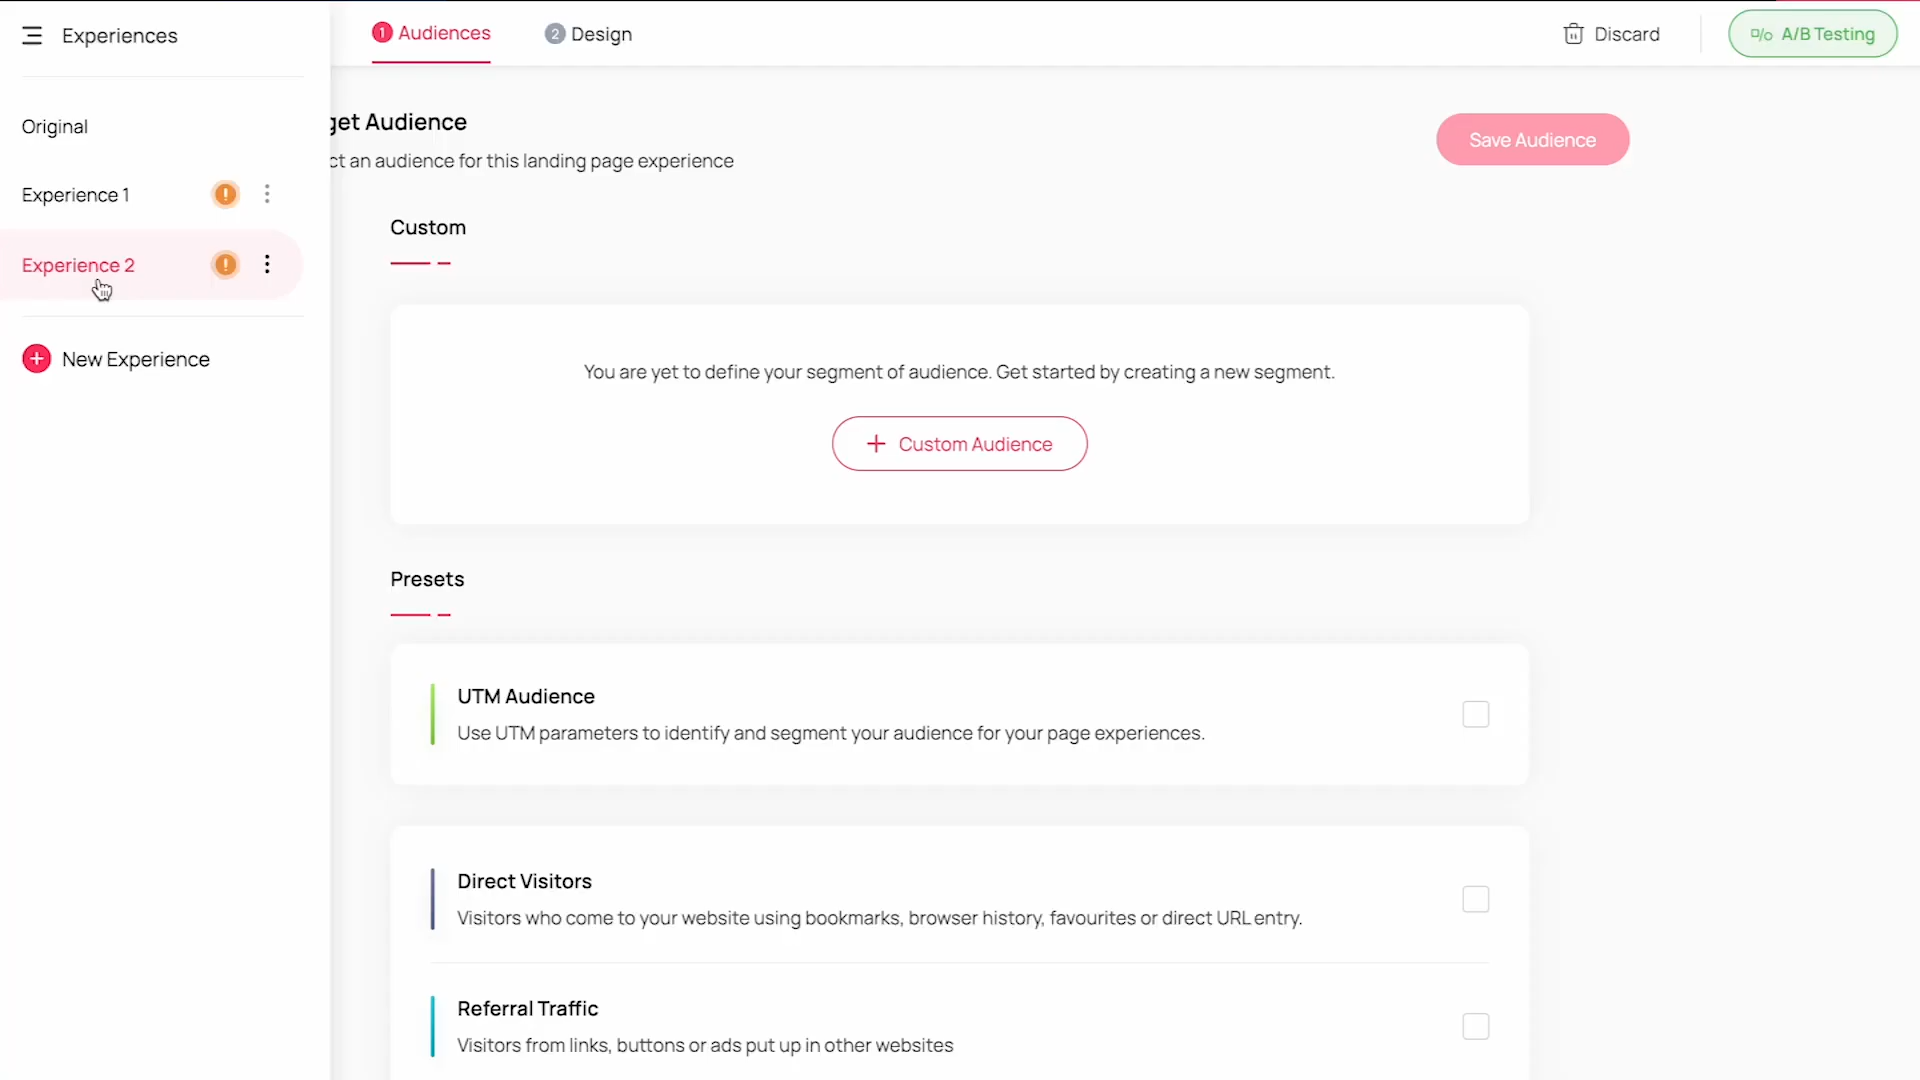 Experiences
1 Audiences
2 Design
Discard
A/B Testing
Original
Experience 1
Experience 2
New Experience
get Audience
ct an audience for this landing page experience
Save Audience
Custom
You are yet to define your segment of audience. Get started by creating a new segment.
+ Custom Audience
Presets
UTM Audience
Use UTM parameters to identify and segment your audience for your page experiences.
Direct Visitors
Visitors who come to your website using bookmarks, browser history, favourites or direct URL entry.
Referral Traffic
Visitors from links, buttons or ads put up in other websites